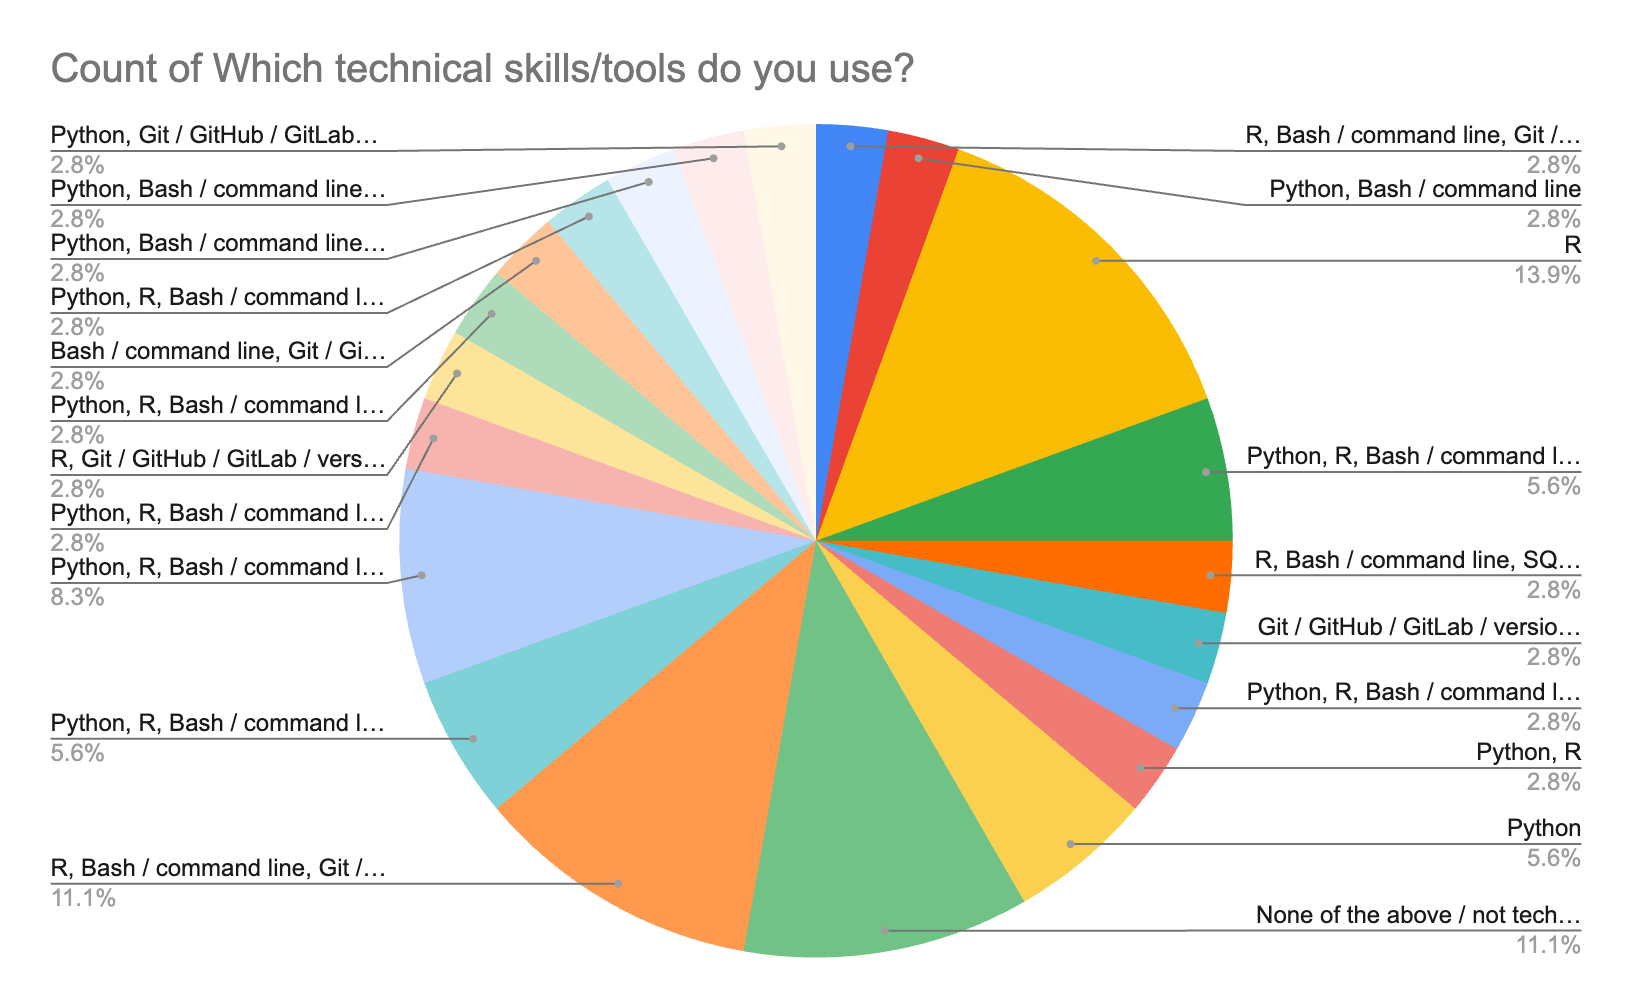 Count of Which technical skills/tools do you use?
Python, Git / GitHub / GitLab…
2.8%
Python, Bash / command line…
2.8%
Python, Bash / command line…
2.8%
Python, R, Bash / command l…
2.8%
Bash / command line, Git / Gi…
2.8%
Python, R, Bash / command l…
2.8%
R, Git / GitHub / GitLab / vers…
2.8%
Python, R, Bash / command l…
2.8%
Python, R, Bash / command l…
8.3%
Python, R, Bash / command l…
5.6%
R, Bash / command line, Git /…
11.1%
R, Bash / command line, Git /…
2.8%
Python, Bash / command line
2.8%
R
13.9%
Python, R, Bash / command l…
5.6%
R, Bash / command line, SQ…
2.8%
Git / GitHub / GitLab / versio…
2.8%
Python, R, Bash / command l…
2.8%
Python, R
2.8%
Python
5.6%
None of the above / not tech…
11.1%